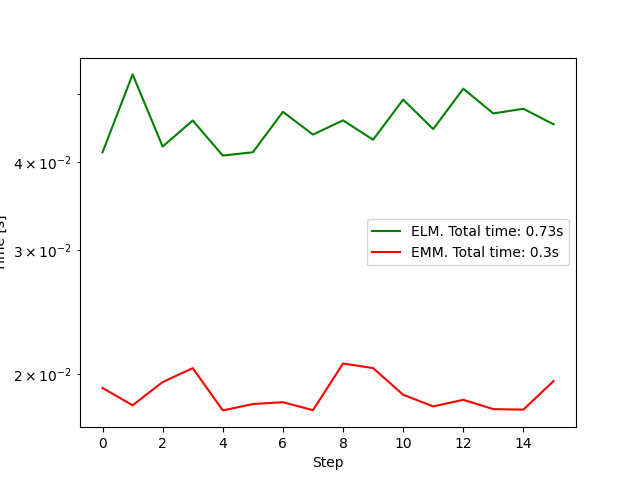 4 × 10⁻²
3 × 10⁻²
2 × 10⁻²
ELM. Total time: 0.73s
EMM. Total time: 0.3s
0 2 4 6 8 10 12 14
Step